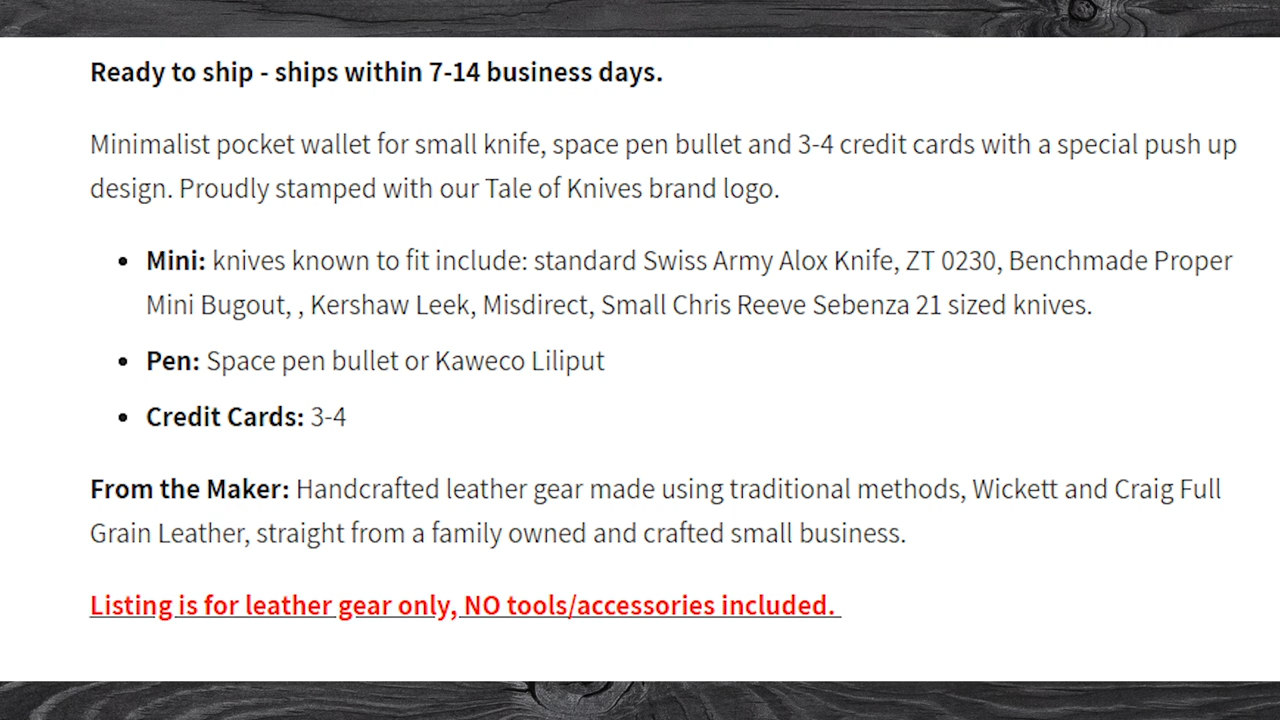 Ready to ship - ships within 7-14 business days.
Minimalist pocket wallet for small knife, space pen bullet and 3-4 credit cards with a special push up
design. Proudly stamped with our Tale of Knives brand logo.
• Mini: knives known to fit include: standard Swiss Army Alox Knife, ZT 0230, Benchmade Proper
Mini Bugout, , Kershaw Leek, Misdirect, Small Chris Reeve Sebenza 21 sized knives.
• Pen: Space pen bullet or Kaweco Liliput
• Credit Cards: 3-4
From the Maker: Handcrafted leather gear made using traditional methods, Wickett and Craig Full
Grain Leather, straight from a family owned and crafted small business.
Listing is for leather gear only, NO tools/accessories included.